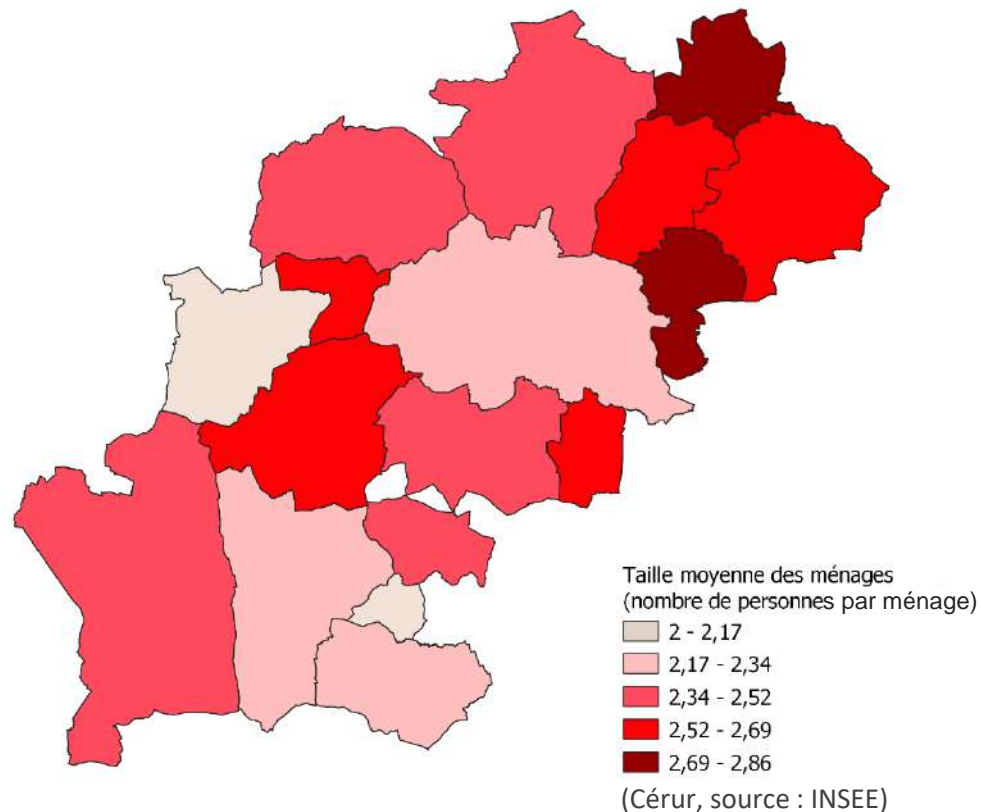 Taille moyenne des ménages
(nombre de personnes par ménage)
2 - 2,17
2,17 - 2,34
2,34 - 2,52
2,52 - 2,69
2,69 - 2,86
(Cérur, source : INSEE)